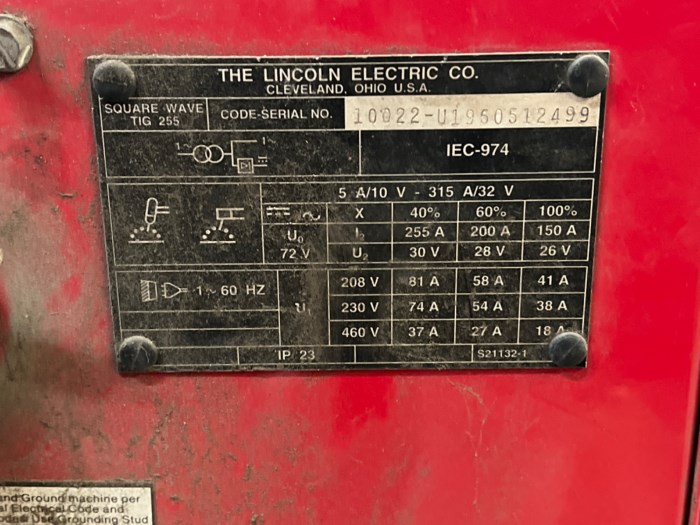 THE LINCOLN ELECTRIC CO.
CLEVELAND, OHIO U.S.A.
SQUARE WAVE
TIG 255
CODE-SERIAL NO.
10022-U1950512499
1~
1~
IEC-974
5 A/10 V - 315 A/32 V
X 40% 60% 100%
U₀ I₂ 255 A 200 A 150 A
72 V U₂ 30 V 28 V 26 V
1 ~ 60 HZ
U₁
208 V 81 A 58 A 41 A
230 V 74 A 54 A 38 A
460 V 37 A 27 A 18 A
IP 23
S21132-1
and Ground machine per
al Electrical Code and
Use Grounding Stud